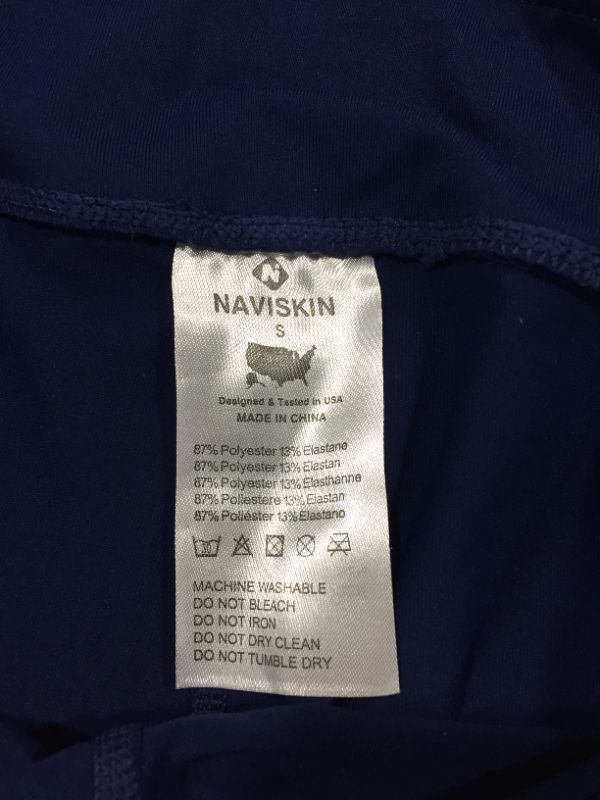 N
NAVISKIN
S
Designed & Tested in USA
MADE IN CHINA
87% Polyester 13% Elastane
87% Polyester 13% Elastan
87% Polyester 13% Elasthanne
87% Poliestere 13% Elastan
87% Poliéster 13% Elastano
MACHINE WASHABLE
DO NOT BLEACH
DO NOT IRON
DO NOT DRY CLEAN
DO NOT TUMBLE DRY